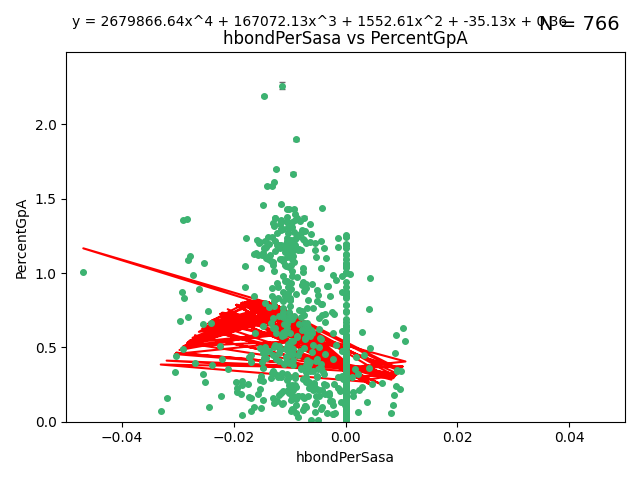 y = 2679866.64x^4 + 167072.13x^3 + 1552.61x^2 + -35.13x + 0.36
N = 766
hbondPerSasa vs PercentGpA
PercentGpA
2.0
1.5
1.0
0.5
0.0
−0.04
−0.02
0.00
0.02
0.04
hbondPerSasa